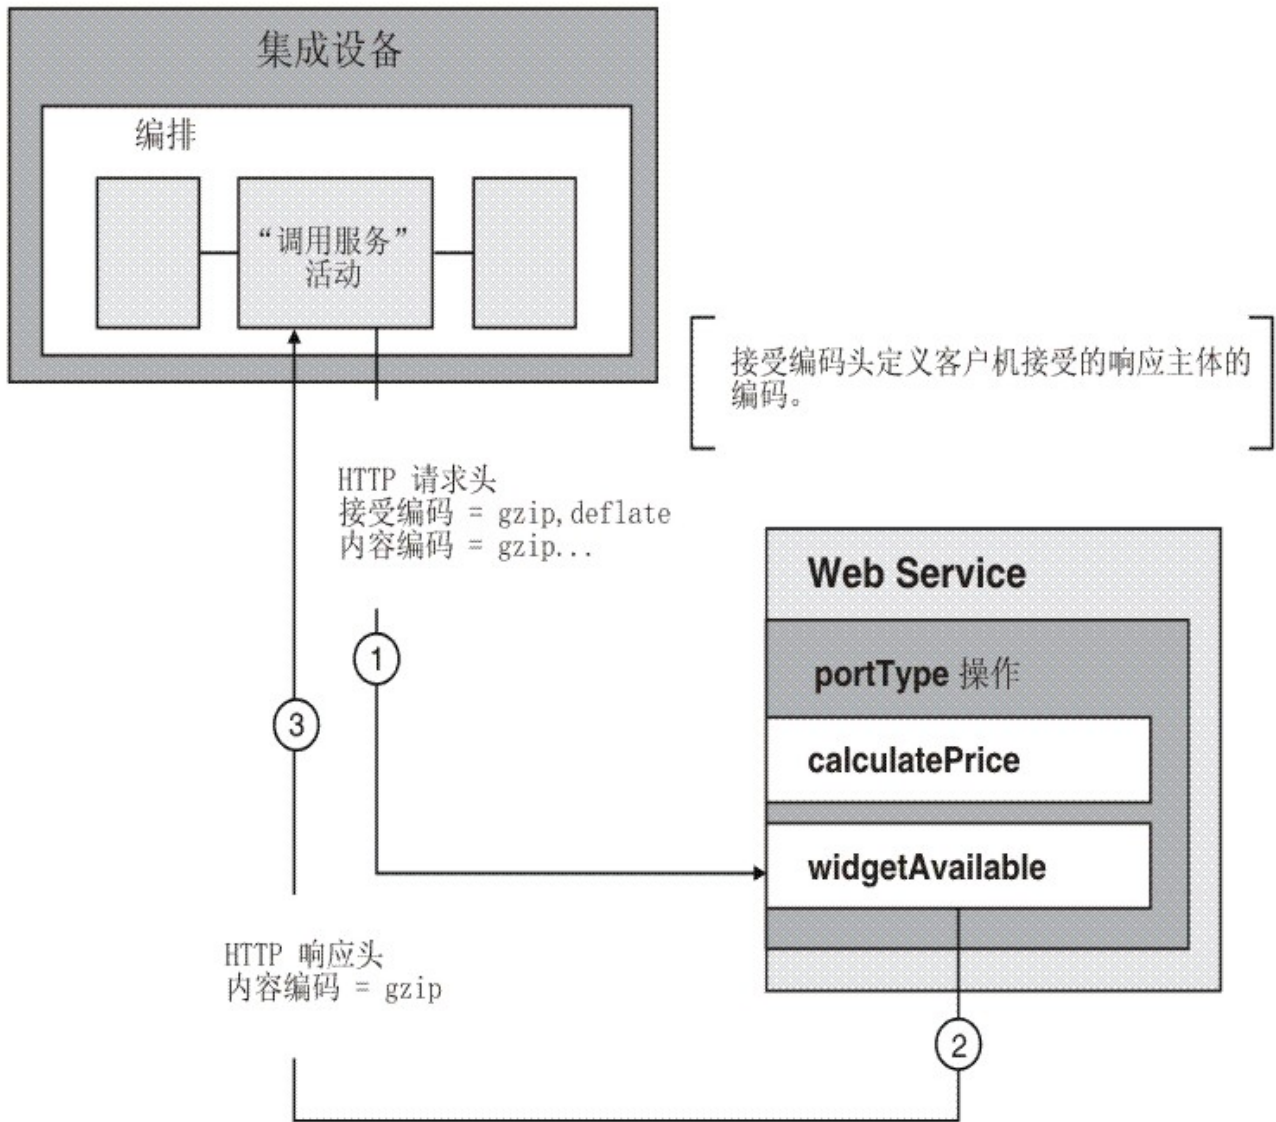 集成设备
编排
“调用服务”
活动
接受编码头定义客户机接受的响应主体的
编码。
HTTP 请求头
接受编码 = gzip,deflate
内容编码 = gzip...
Web Service
portType 操作
calculatePrice
widgetAvailable
1
3
HTTP 响应头
内容编码 = gzip
2